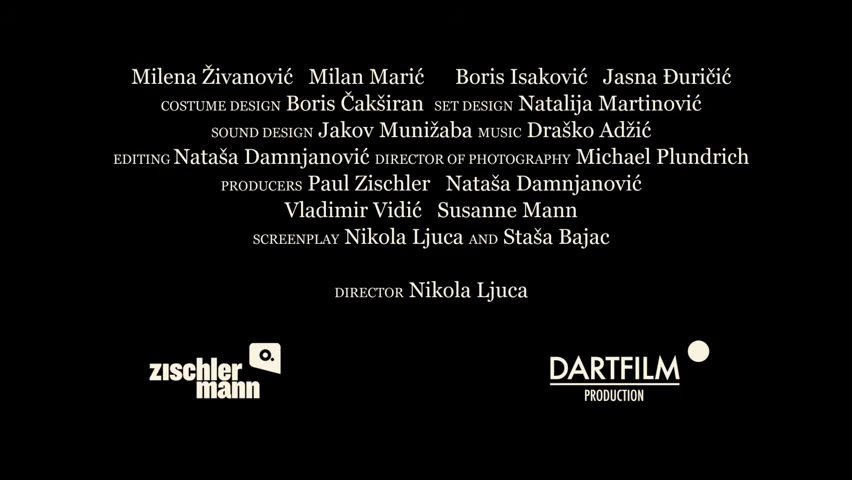 Milena Živanović Milan Marić Boris Isaković Jasna Đuričić
COSTUME DESIGN Boris Čakširan SET DESIGN Natalija Martinović
SOUND DESIGN Jakov Munižaba MUSIC Draško Adžić
EDITING Nataša Damnjanović DIRECTOR OF PHOTOGRAPHY Michael Plundrich
PRODUCERS Paul Zischler Nataša Damnjanović
Vladimir Vidić Susanne Mann
SCREENPLAY Nikola Ljuca AND Staša Bajac
DIRECTOR Nikola Ljuca
zischler
mann
DARTFILM
PRODUCTION